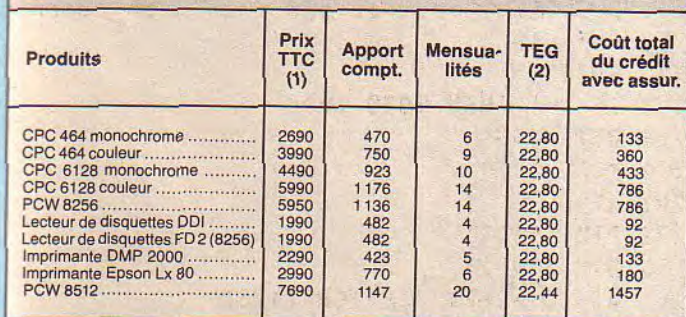 Produits Prix TTC (1) Apport compt. Mensua-lités TEG (2) Coût total du crédit avec assur.
CPC 464 monochrome ............. 2690 470 6 22,80 133
CPC 464 couleur ..................... 3990 750 9 22,80 360
CPC 6128 monochrome ........... 4490 923 10 22,80 433
CPC 6128 couleur ................... 5990 1176 14 22,80 786
PCW 8256 ............................. 5950 1136 14 22,80 786
Lecteur de disquettes DDI ......... 1990 482 4 22,80 92
Lecteur de disquettes FD2 (8256) 1990 482 4 22,80 92
Imprimante DMP 2000 ............. 2290 423 5 22,80 133
Imprimante Epson Lx 80 ........... 2990 770 6 22,80 180
PCW 8512 ............................. 7690 1147 20 22,44 1457